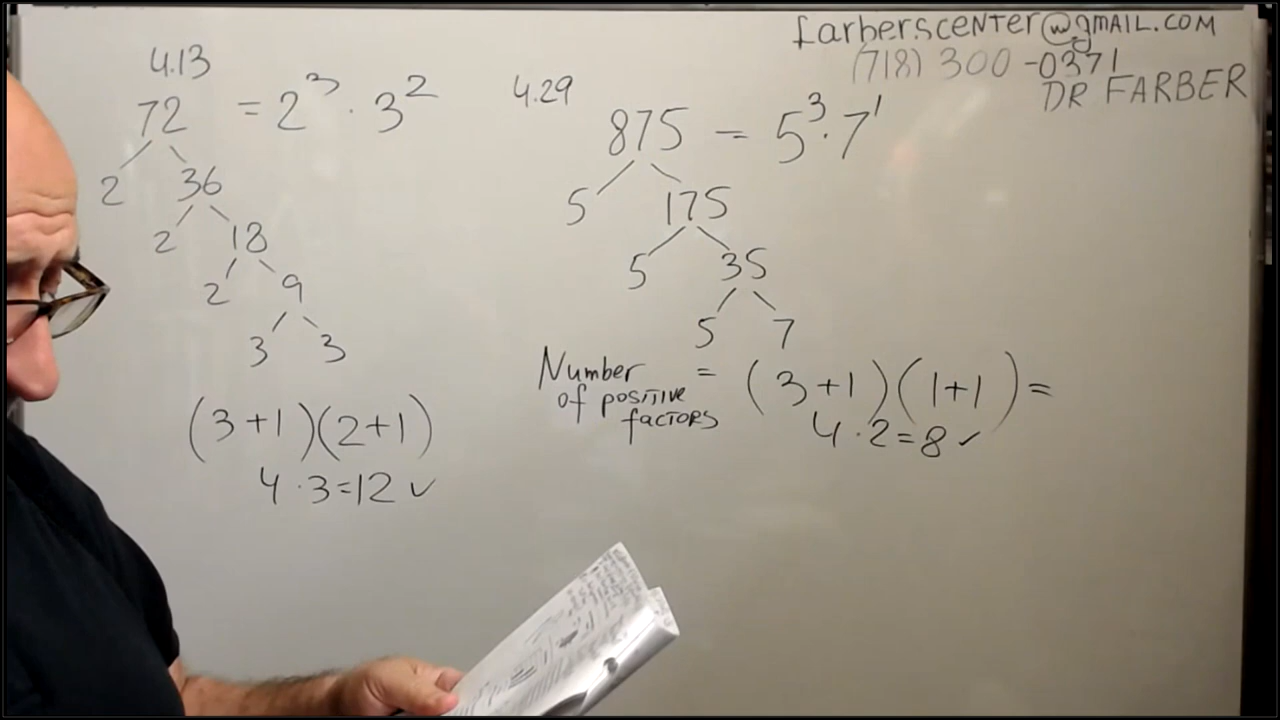 farberscenter@gmail.com
(718) 300-0371
DR FARBER
4.13
72 = 2³ · 3²
2 36
2 18
2 9
3 3
(3+1)(2+1)
4 · 3 = 12 ✓
4.29
875 = 5³ · 7¹
5 175
5 35
5 7
Number of positive factors = (3+1)(1+1) =
4 · 2 = 8 ✓